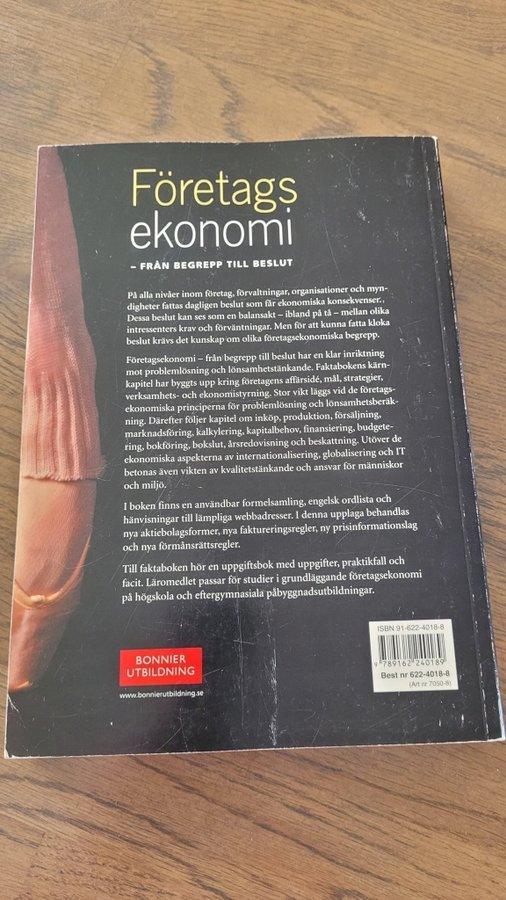 Företags
ekonomi
– FRÅN BEGREPP TILL BESLUT
På alla nivåer inom företag, förvaltningar, organisationer och myn-
digheter fattas dagligen beslut som får ekonomiska konsekvenser.
Dessa beslut kan ses som en balansakt – ibland på tå – mellan olika
intressenters krav och förväntningar. Men för att kunna fatta kloka
beslut krävs det kunskap om olika företagsekonomiska begrepp.
Företagsekonomi – från begrepp till beslut har en klar inriktning
mot problemlösning och lönsamhetstänkande. Faktabokens kärn-
kapitel har byggts upp kring företagens affärsidé, mål, strategier,
verksamhets- och ekonomistyrning. Stor vikt läggs vid de företags-
ekonomiska principerna för problemlösning och lönsamhetsberäk-
ning. Därefter följer kapitel om inköp, produktion, försäljning,
marknadsföring, kalkylering, kapitalbehov, finansiering, budgete-
ring, bokföring, bokslut, årsredovisning och beskattning. Utöver de
ekonomiska aspekterna av internationalisering, globalisering och IT
betonas även vikten av kvalitetstänkande och ansvar för människor
och miljö.
I boken finns en användbar formelsamling, engelsk ordlista och
hänvisningar till lämpliga webbadresser. I denna upplaga behandlas
nya aktiebolagsformer, nya faktureringsregler, ny prisinformationslag
och nya förmånsrättsregler.
Till faktaboken hör en uppgiftsbok med uppgifter, praktikfall och
facit. Läromedlet passar för studier i grundläggande företagsekonomi
på högskola och eftergymnasiala påbyggnadsutbildningar.
ISBN 91-622-4018-8
9 789162 240189
Best nr 622-4018-8
(Art nr 7050-8)
BONNIER
UTBILDNING
www.bonnierutbildning.se